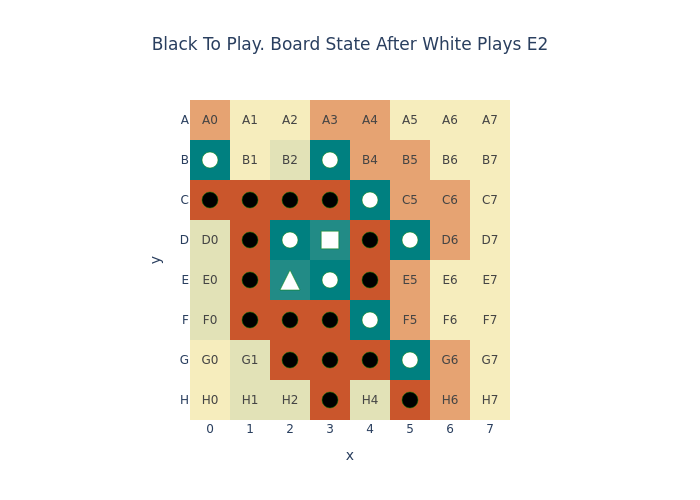 Black To Play. Board State After White Plays E2
A A0 A1 A2 A3 A4 A5 A6 A7
B B1 B2 B4 B5 B6 B7
C C5 C6 C7
D D0 D6 D7
E E0 E5 E6 E7
F F0 F5 F6 F7
G G0 G1 G6 G7
H H0 H1 H2 H4 H6 H7
0 1 2 3 4 5 6 7
y
x